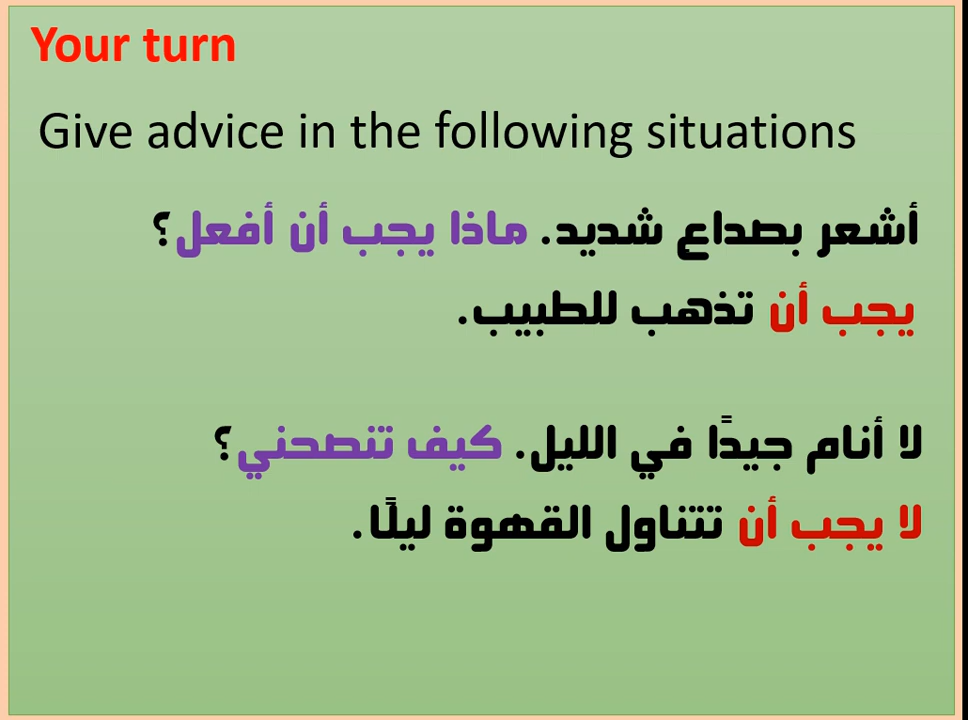 Your turn
Give advice in the following situations
أشعر بصداع شديد. ماذا يجب أن أفعل؟
يجب أن تذهب للطبيب.
لا أنام جيدًا في الليل. كيف تنصحني؟
لا يجب أن تتناول القهوة ليلًا.